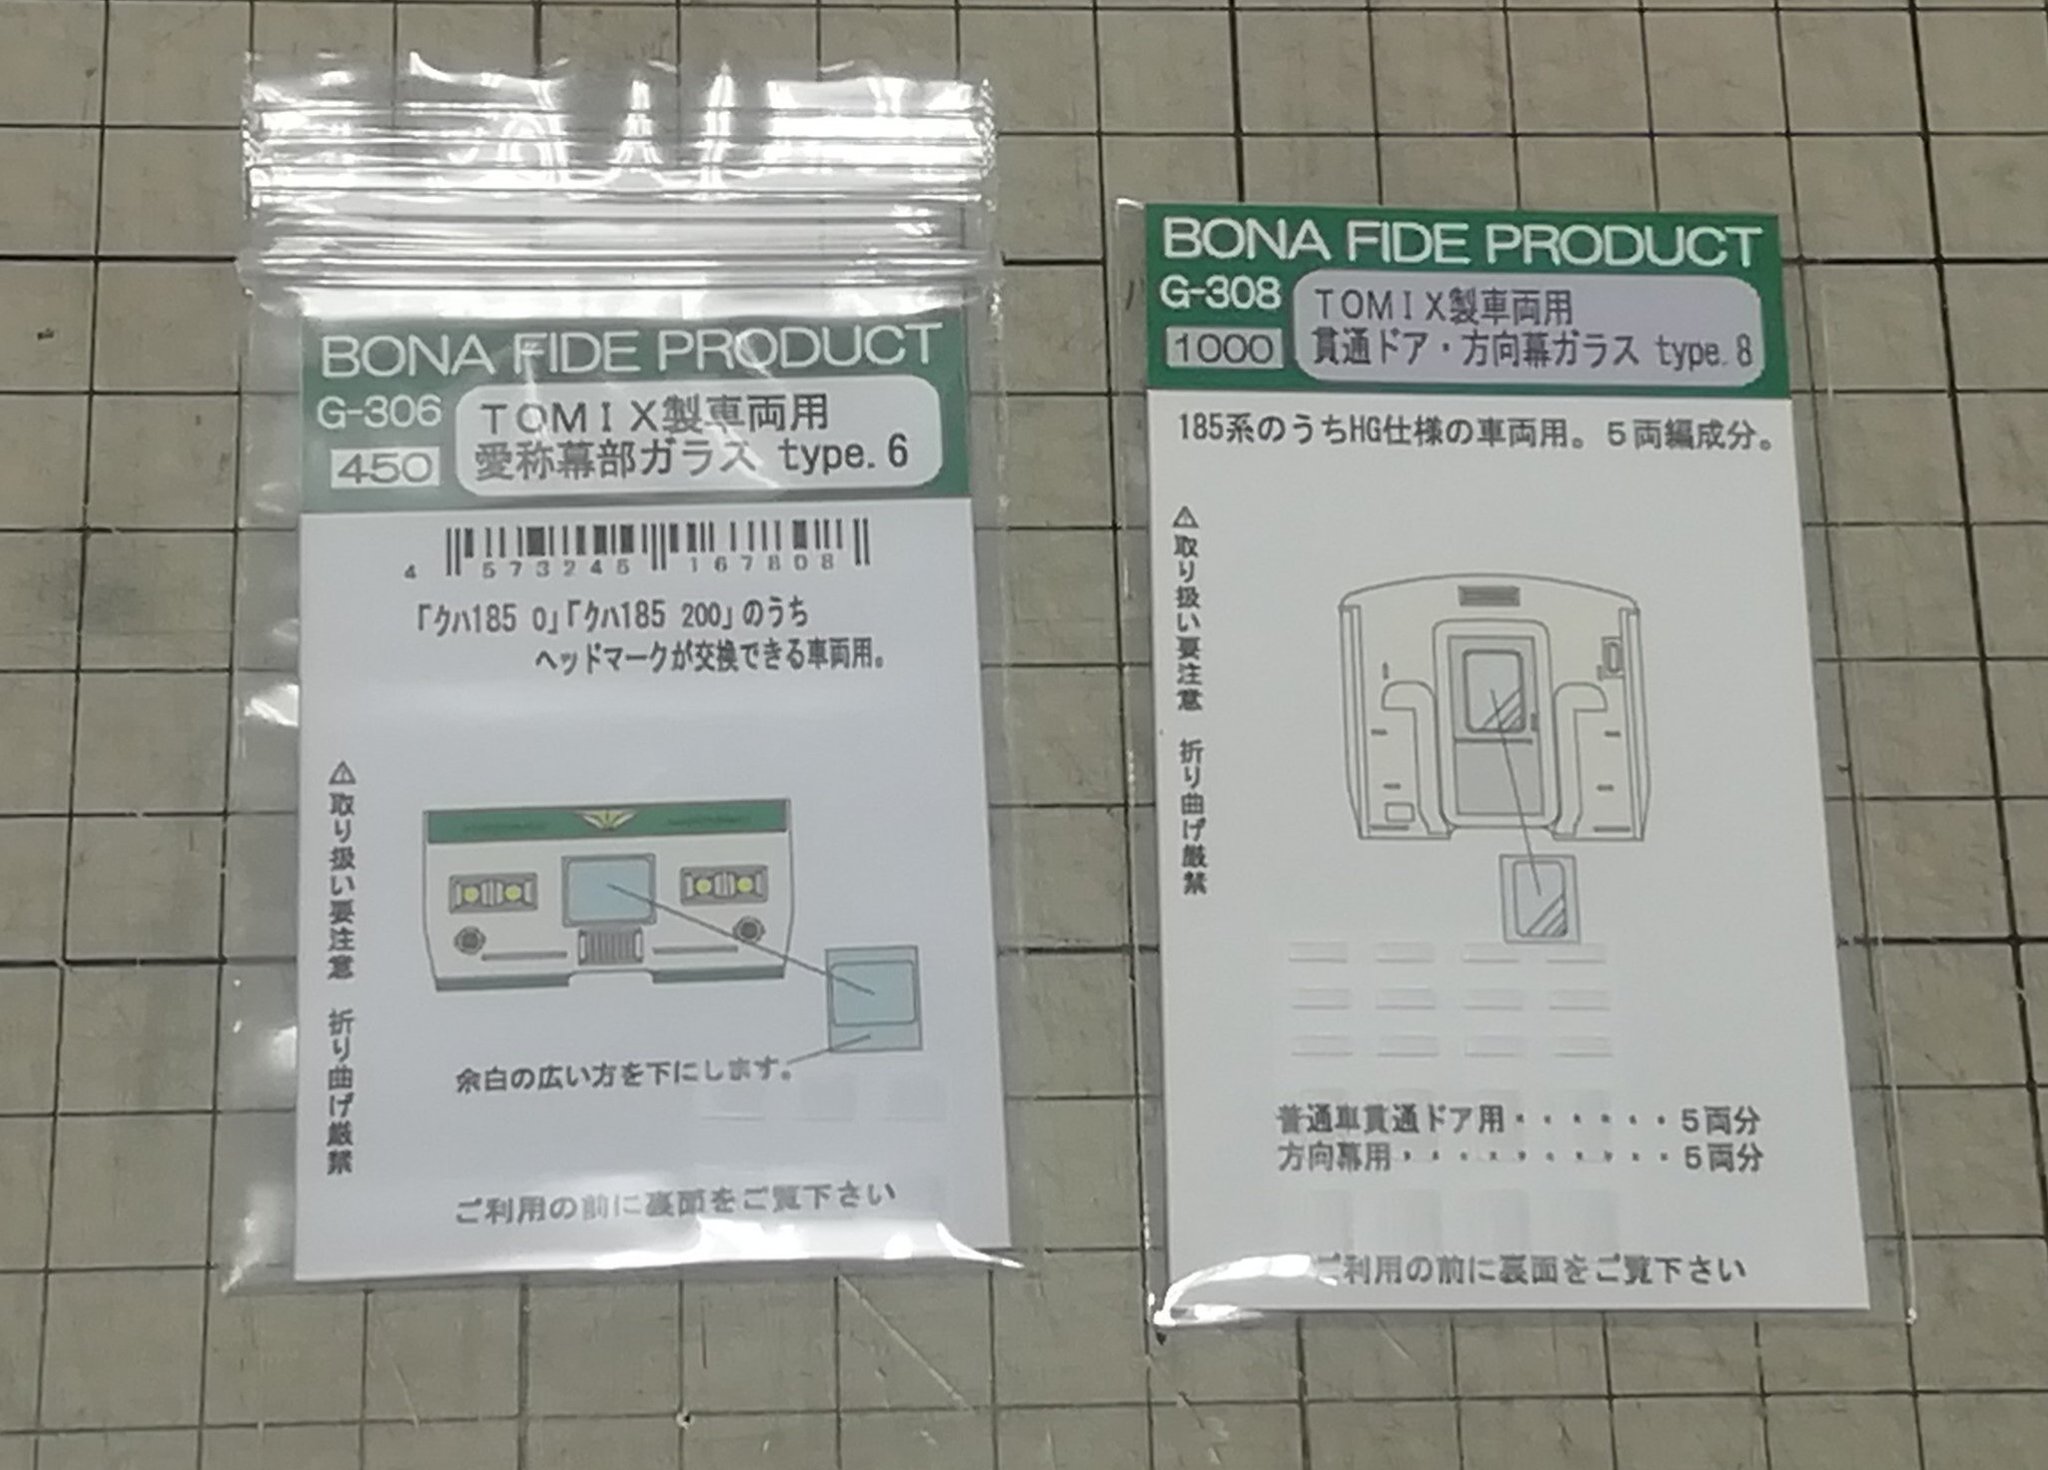 BONA FIDE PRODUCT
G-306
450
TOMIX製車両用
愛称幕部ガラス type.6
4 573245 167808
「クハ185 0」「クハ185 200」のうち
ヘッドマークが交換できる車両用。
⚠取り扱い要注意 折り曲げ厳禁
余白の広い方を下にします。
ご利用の前に裏面をご覧下さい
BONA FIDE PRODUCT
G-308
1000
TOMIX製車両用
貫通ドア・方向幕ガラス type.8
185系のうちHG仕様の車両用。5両編成分。
⚠取り扱い要注意 折り曲げ厳禁
普通車貫通ドア用・・・・・・・5両分
方向幕用・・・・・・・・・・5両分
ご利用の前に裏面をご覧下さい